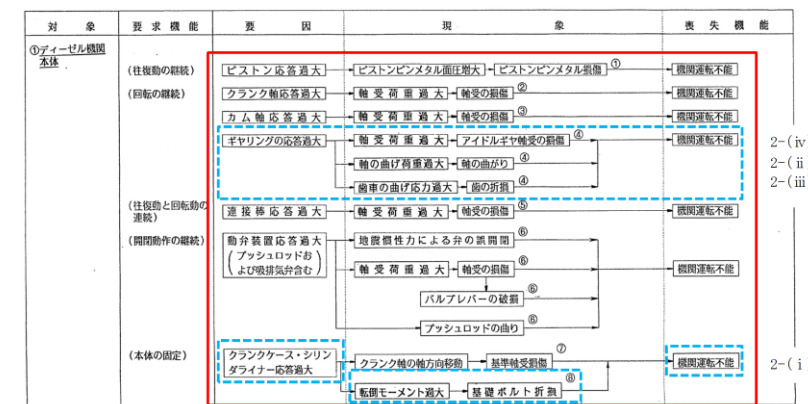 対象 要求機能 要因 現象 喪失機能
①ディーゼル機関
本体
(往復動の継続) ピストン応答過大 ピストンピンメタル面圧増大 ピストンピンメタル損傷 ① 機関運転不能
(回転の継続) クランク軸応答過大 軸受荷重過大 軸受の損傷 ② 機関運転不能
カム軸応答過大 軸受荷重過大 軸受の損傷 ③ 機関運転不能
ギヤリングの応答過大 軸受荷重過大 アイドルギヤ軸受の損傷 ④ 機関運転不能 2-(iv
軸の曲げ荷重過大 軸の曲がり ④ 2-(ii
歯車の曲げ応力過大 歯の折損 ④ 2-(iii
(往復動と回転動の
連続) 連接棒応答過大 軸受荷重過大 軸受の損傷 ⑤ 機関運転不能
(開閉動作の継続) 動弁装置応答過大 地震慣性力による弁の誤開閉 ⑥
(プッシュロッドお
よび吸排気弁含む) 軸受荷重過大 軸受の損傷 ⑥ 機関運転不能
バルブレバーの破損 ⑥
プッシュロッドの曲り ⑥
(本体の固定) クランクケース・シリン
ダライナー応答過大 クランク軸の軸方向移動 基準軸受損傷 ⑦ 機関運転不能 2-(i
転倒モーメント過大 基礎ボルト折損 ⑧